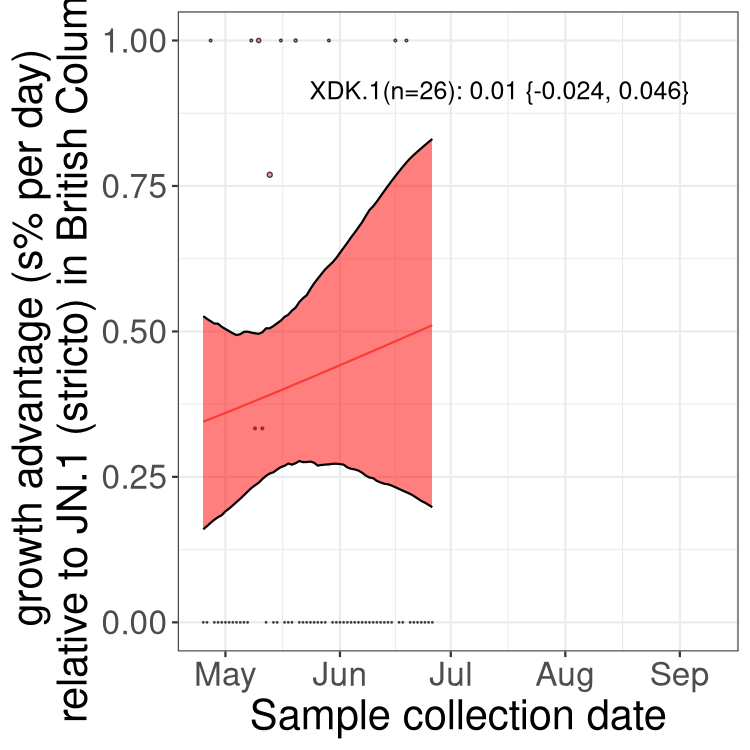 growth advantage (s% per day)
relative to JN.1 (stricto) in British Colum
1.00
0.75
0.50
0.25
0.00
XDK.1(n=26): 0.01 {-0.024, 0.046}
May Jun Jul Aug Sep
Sample collection date